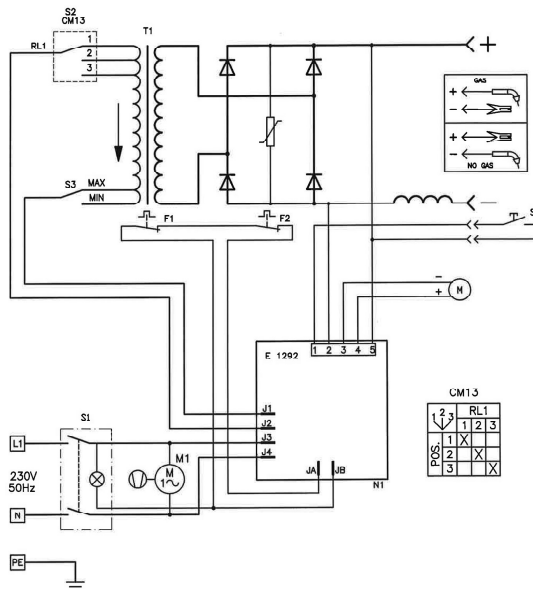 S2
CM13
RL1
1
2
3
T1
+
GAS
+
-
+
-
NO GAS
S3
MAX
MIN
F1
F2
-
S
-
+
M
E 1292
1 2 3 4 5
CM13
1 2 3
RL1
1 2 3
POS.
1 X
2 X
3 X
S1
J1
J2
J3
J4
L1
230V
50Hz
M
1~
M1
JA
JB
N1
N
PE